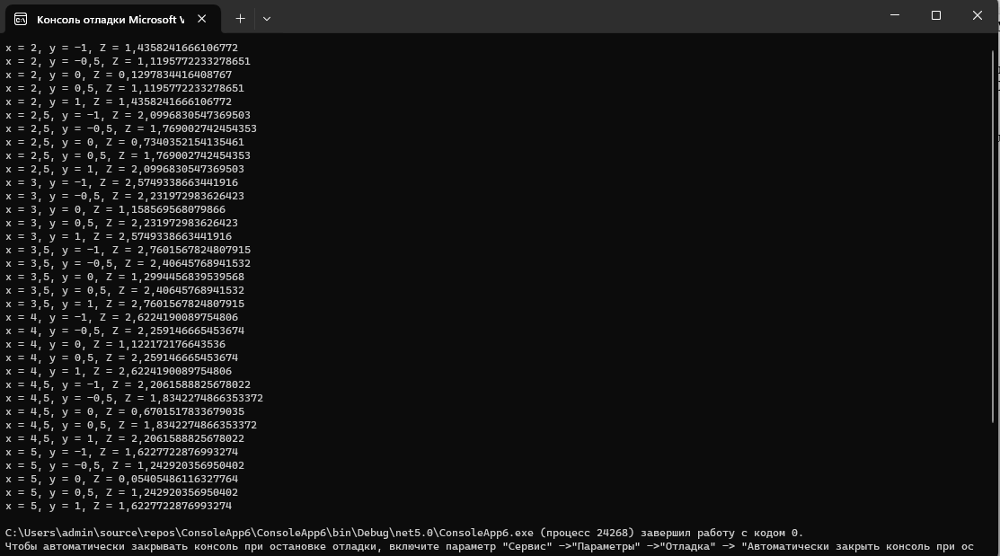 Консоль отладки Microsoft V
x = 2, y = -1, Z = 1,4358241666106772
x = 2, y = -0,5, Z = 1,1195772233278651
x = 2, y = 0, Z = 0,1297834416408767
x = 2, y = 0,5, Z = 1,1195772233278651
x = 2, y = 1, Z = 1,4358241666106772
x = 2,5, y = -1, Z = 2,0996830547369503
x = 2,5, y = -0,5, Z = 1,769002742454353
x = 2,5, y = 0, Z = 0,7340352154135461
x = 2,5, y = 0,5, Z = 1,769002742454353
x = 2,5, y = 1, Z = 2,0996830547369503
x = 3, y = -1, Z = 2,5749338663441916
x = 3, y = -0,5, Z = 2,231972983626423
x = 3, y = 0, Z = 1,158569568079866
x = 3, y = 0,5, Z = 2,231972983626423
x = 3, y = 1, Z = 2,5749338663441916
x = 3,5, y = -1, Z = 2,7601567824807915
x = 3,5, y = -0,5, Z = 2,40645768941532
x = 3,5, y = 0, Z = 1,2994456839539568
x = 3,5, y = 0,5, Z = 2,40645768941532
x = 3,5, y = 1, Z = 2,7601567824807915
x = 4, y = -1, Z = 2,6224190089754806
x = 4, y = -0,5, Z = 2,259146665453674
x = 4, y = 0, Z = 1,122172176643536
x = 4, y = 0,5, Z = 2,259146665453674
x = 4, y = 1, Z = 2,6224190089754806
x = 4,5, y = -1, Z = 2,2061588825678022
x = 4,5, y = -0,5, Z = 1,8342274866353372
x = 4,5, y = 0, Z = 0,6701517833679035
x = 4,5, y = 0,5, Z = 1,8342274866353372
x = 4,5, y = 1, Z = 2,2061588825678022
x = 5, y = -1, Z = 1,6227722876993274
x = 5, y = -0,5, Z = 1,242920356950402
x = 5, y = 0, Z = 0,05405486116327764
x = 5, y = 0,5, Z = 1,242920356950402
x = 5, y = 1, Z = 1,6227722876993274
C:\Users\admin\source\repos\ConsoleApp6\ConsoleApp6\bin\Debug\net5.0\ConsoleApp6.exe (процесс 24268) завершил работу с кодом 0.
Чтобы автоматически закрывать консоль при остановке отладки, включите параметр "Сервис" ->"Параметры" ->"Отладка" -> "Автоматически закрыть консоль при ос